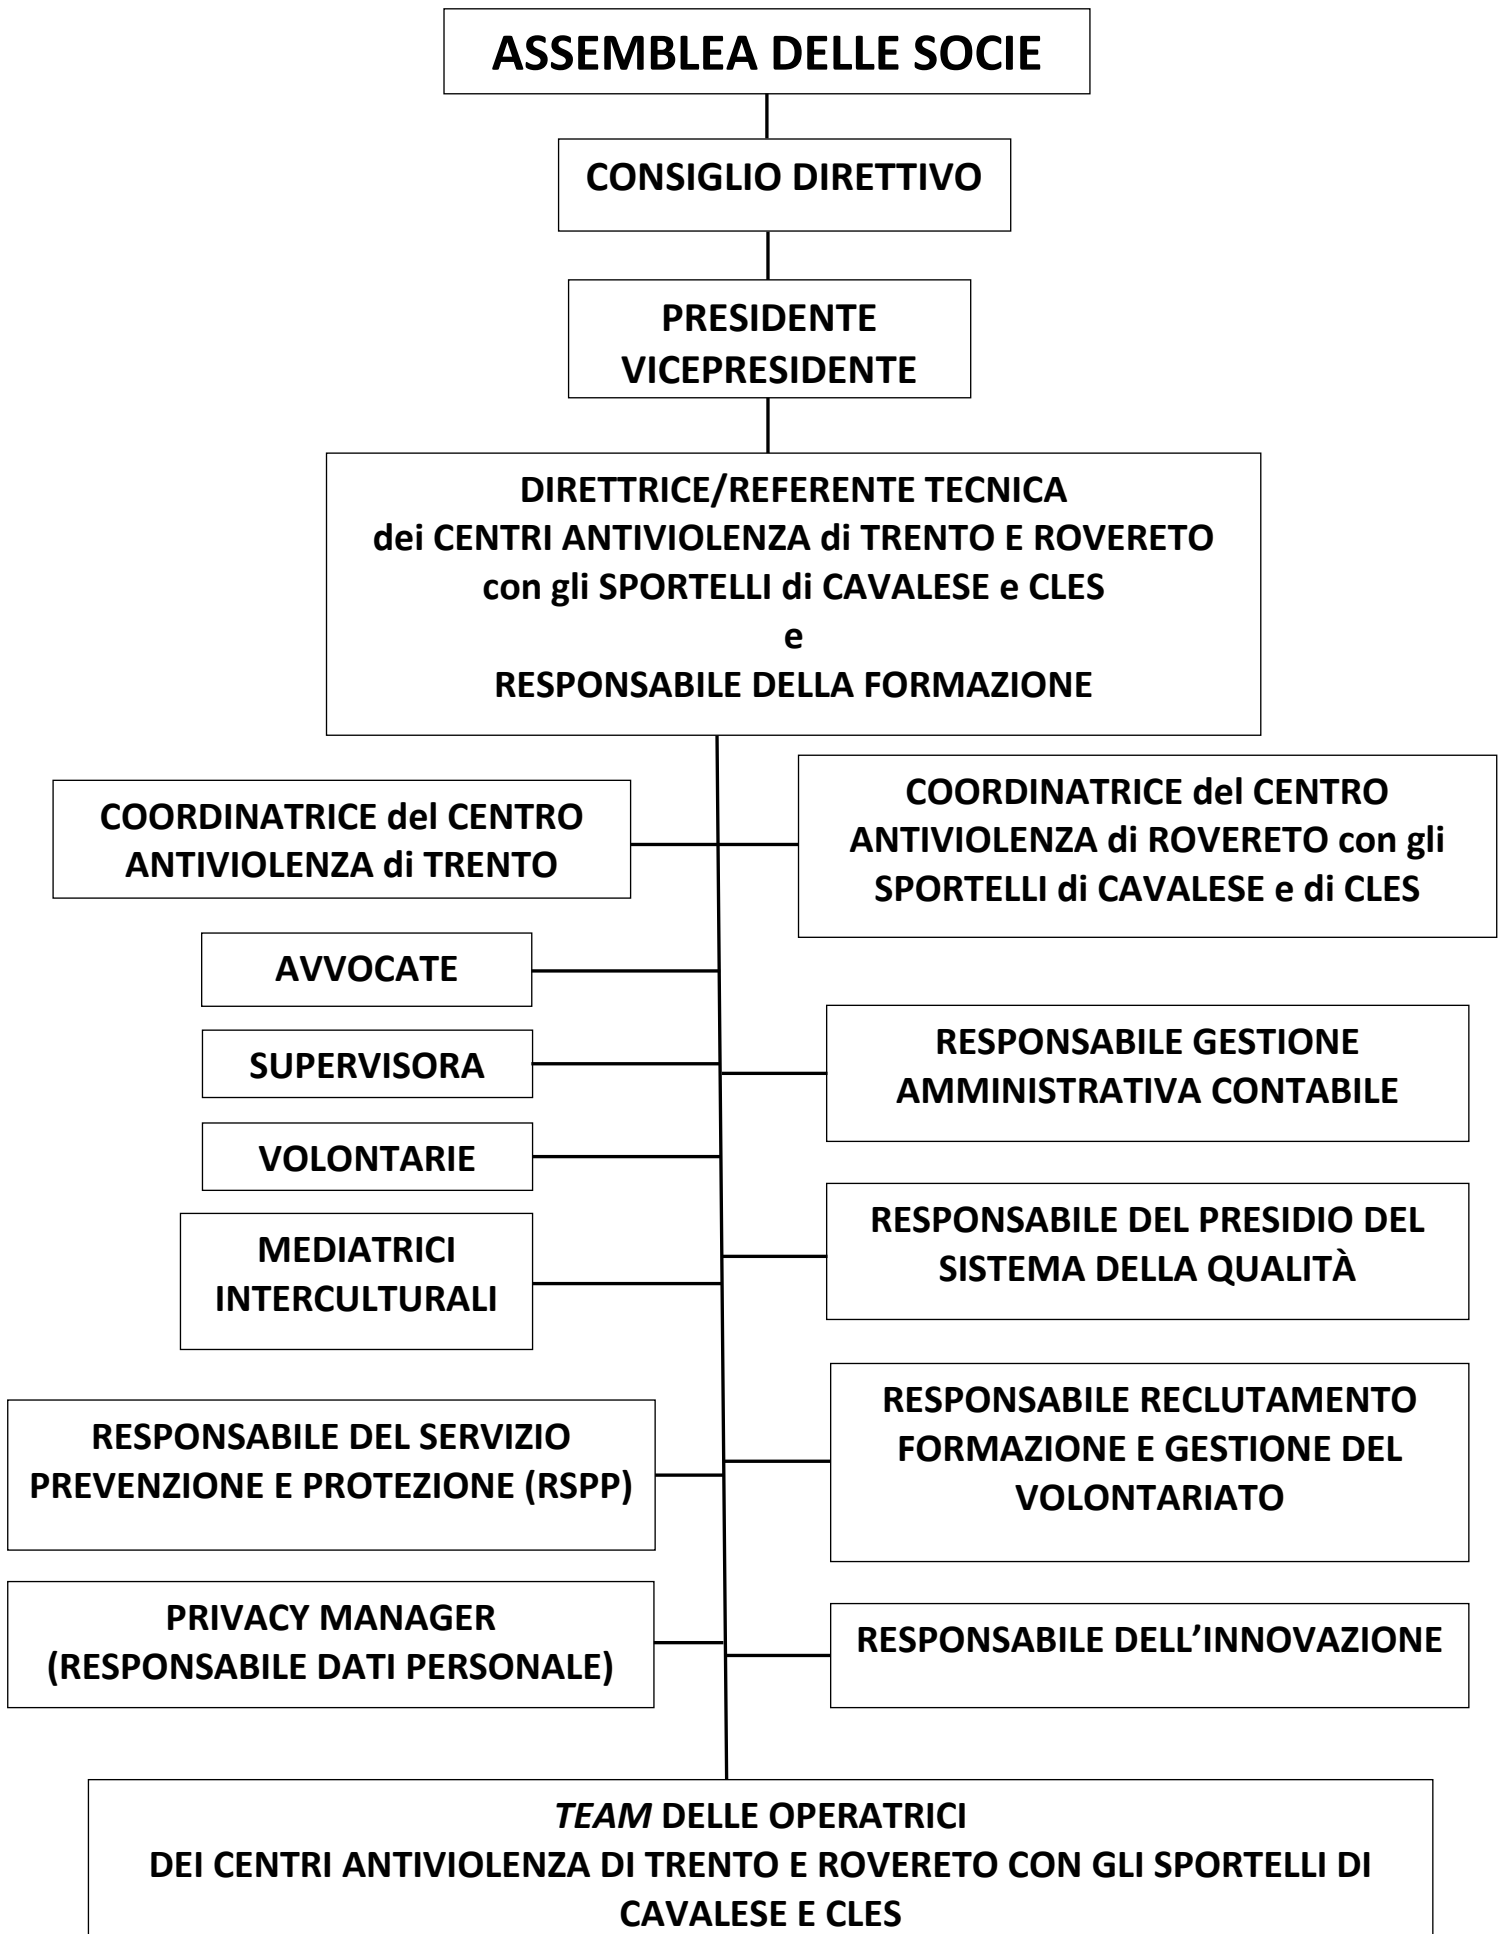 ASSEMBLEA DELLE SOCIE
CONSIGLIO DIRETTIVO
PRESIDENTE
VICEPRESIDENTE
DIRETTRICE/REFERENTE TECNICA
dei CENTRI ANTIVIOLENZA di TRENTO E ROVERETO
con gli SPORTELLI di CAVALESE e CLES
e
RESPONSABILE DELLA FORMAZIONE
COORDINATRICE del CENTRO
ANTIVIOLENZA di TRENTO
COORDINATRICE del CENTRO
ANTIVIOLENZA di ROVERETO con gli
SPORTELLI di CAVALESE e di CLES
AVVOCATE
SUPERVISORA
VOLONTARIE
MEDIATRICI
INTERCULTURALI
RESPONSABILE GESTIONE
AMMINISTRATIVA CONTABILE
RESPONSABILE DEL PRESIDIO DEL
SISTEMA DELLA QUALITÀ
RESPONSABILE DEL SERVIZIO
PREVENZIONE E PROTEZIONE (RSPP)
RESPONSABILE RECLUTAMENTO
FORMAZIONE E GESTIONE DEL
VOLONTARIATO
PRIVACY MANAGER
(RESPONSABILE DATI PERSONALE)
RESPONSABILE DELL’INNOVAZIONE
TEAM DELLE OPERATRICI
DEI CENTRI ANTIVIOLENZA DI TRENTO E ROVERETO CON GLI SPORTELLI DI
CAVALESE E CLES